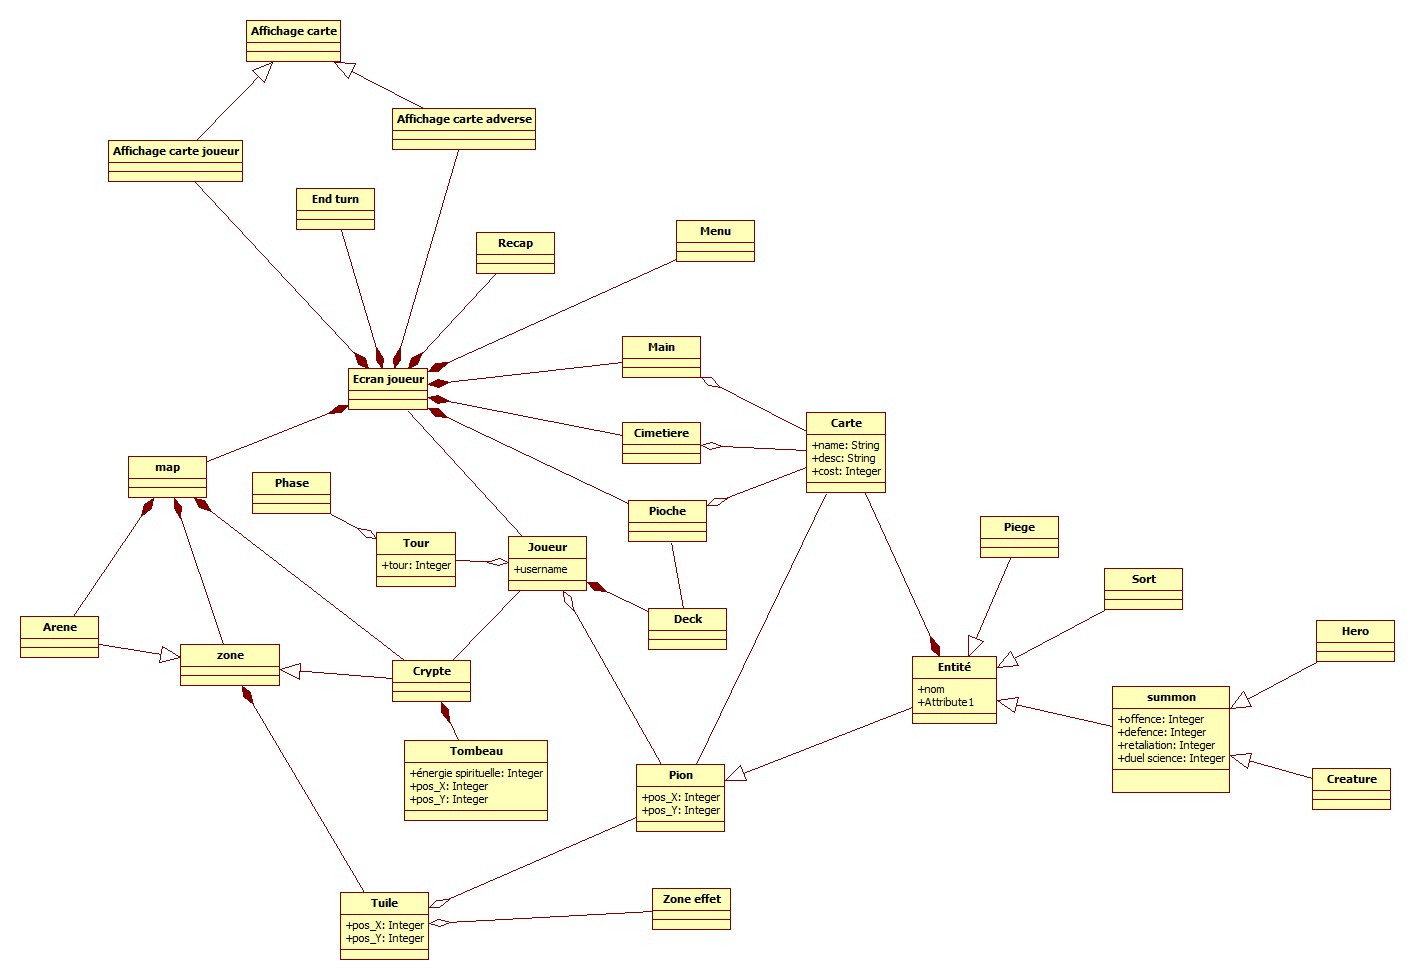 Affichage carte
Affichage carte adverse
Affichage carte joueur
End turn
Recap
Menu
Main
Ecran joueur
Carte
+name: String
+desc: String
+cost: Integer
Cimetiere
map
Phase
Pioche
Piege
Tour
+tour: Integer
Joueur
+username
Sort
Deck
Arene
Hero
zone
Crypte
Entité
+nom
+Attribute1
summon
+offence: Integer
+defence: Integer
+retaliation: Integer
+duel science: Integer
Tombeau
+énergie spirituelle: Integer
+pos_X: Integer
+pos_Y: Integer
Pion
+pos_X: Integer
+pos_Y: Integer
Creature
Tuile
+pos_X: Integer
+pos_Y: Integer
Zone effet